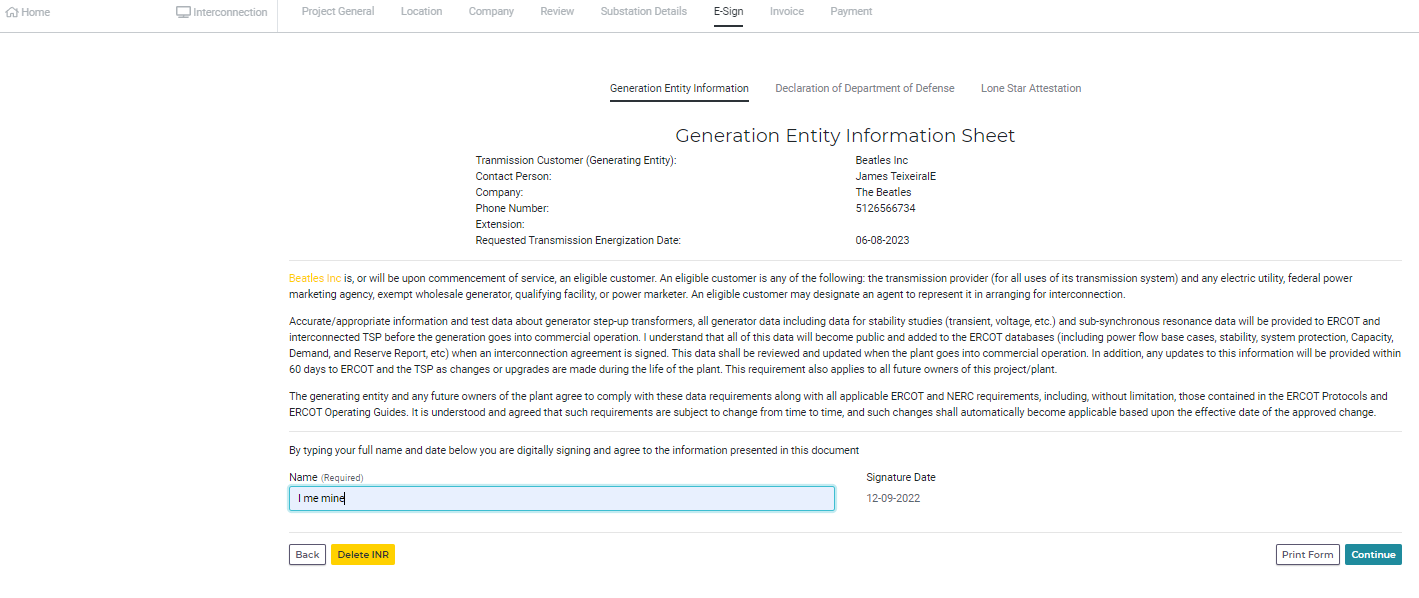 Home Interconnection Project General Location Company Review Substation Details E-Sign Invoice Payment
Generation Entity Information Declaration of Department of Defense Lone Star Attestation
Generation Entity Information Sheet
Tranmission Customer (Generating Entity): Beatles Inc
Contact Person: James TeixeiraIE
Company: The Beatles
Phone Number: 5126566734
Extension:
Requested Transmission Energization Date: 06-08-2023
Beatles Inc is, or will be upon commencement of service, an eligible customer. An eligible customer is any of the following: the transmission provider (for all uses of its transmission system) and any electric utility, federal power
marketing agency, exempt wholesale generator, qualifying facility, or power marketer. An eligible customer may designate an agent to represent it in arranging for interconnection.
Accurate/appropriate information and test data about generator step-up transformers, all generator data including data for stability studies (transient, voltage, etc.) and sub-synchronous resonance data will be provided to ERCOT and
interconnected TSP before the generation goes into commercial operation. I understand that all of this data will become public and added to the ERCOT databases (including power flow base cases, stability, system protection, Capacity,
Demand, and Reserve Report, etc) when an interconnection agreement is signed. This data shall be reviewed and updated when the plant goes into commercial operation. In addition, any updates to this information will be provided within
60 days to ERCOT and the TSP as changes or upgrades are made during the life of the plant. This requirement also applies to all future owners of this project/plant.
The generating entity and any future owners of the plant agree to comply with these data requirements along with all applicable ERCOT and NERC requirements, including, without limitation, those contained in the ERCOT Protocols and
ERCOT Operating Guides. It is understood and agreed that such requirements are subject to change from time to time, and such changes shall automatically become applicable based upon the effective date of the approved change.
By typing your full name and date below you are digitally signing and agree to the information presented in this document
Name (Required) Signature Date
I me mine 12-09-2022
Back Delete INR Print Form Continue